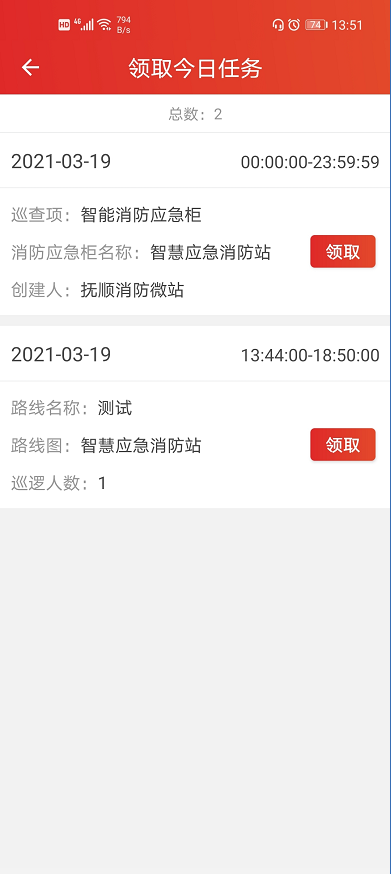 HD 4G 794 B/s 74 13:51
领取今日任务
总数：2
2021-03-19 00:00:00-23:59:59
巡查项：智能消防应急柜
消防应急柜名称：智慧应急消防站 领取
创建人：抚顺消防微站
2021-03-19 13:44:00-18:50:00
路线名称：测试
路线图：智慧应急消防站 领取
巡逻人数：1